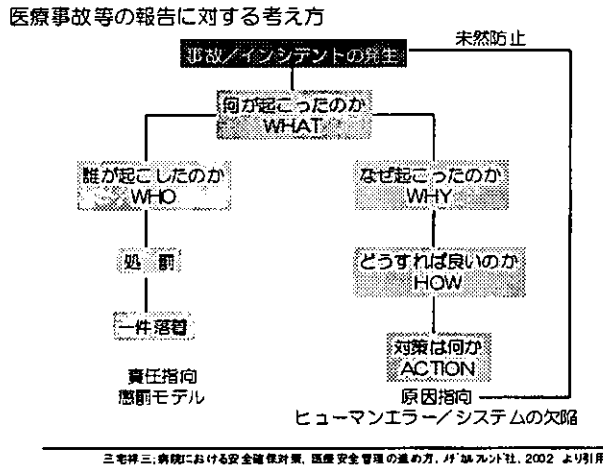 医療事故等の報告に対する考え方
未然防止
事故／インシデントの発生
何が起こったのか
WHAT
誰が起こしたのか
WHO
なぜ起こったのか
WHY
処 罰
どうすれば良いのか
HOW
一件落着
対策は何か
ACTION
責任指向
懲罰モデル
原因指向
ヒューマンエラー／システムの欠陥
三宅祥三;病院における安全確保対策, 医療安全管理の進め方, ﾒﾁﾞｶﾙﾌﾚﾝﾄﾞ社, 2002 より引用